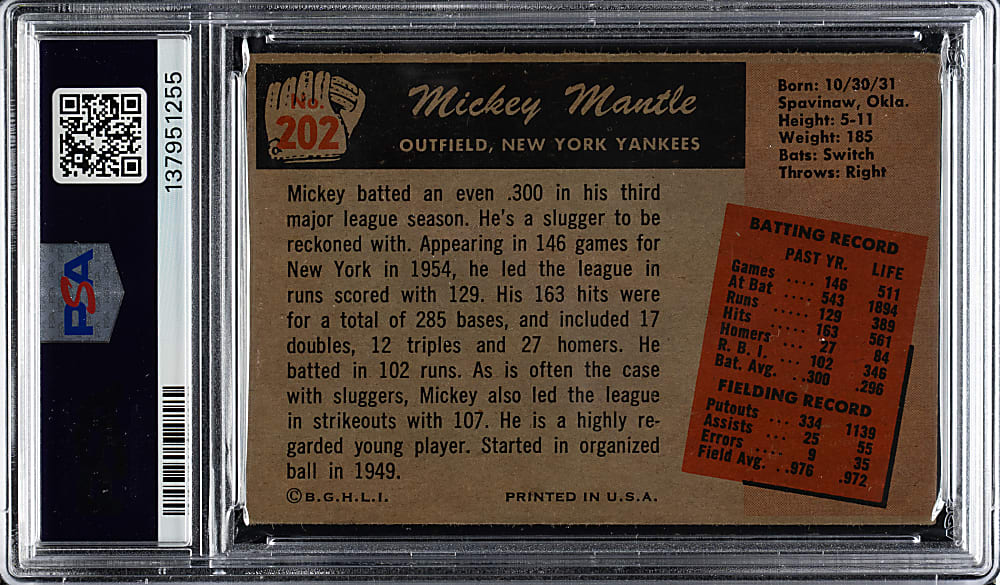 137951255
PSA
No.
202
Mickey Mantle
OUTFIELD, NEW YORK YANKEES
Born: 10/30/31
Spavinaw, Okla.
Height: 5-11
Weight: 185
Bats: Switch
Throws: Right
Mickey batted an even .300 in his third
major league season. He's a slugger to be
reckoned with. Appearing in 146 games for
New York in 1954, he led the league in
runs scored with 129. His 163 hits were
for a total of 285 bases, and included 17
doubles, 12 triples and 27 homers. He
batted in 102 runs. As is often the case
with sluggers, Mickey also led the league
in strikeouts with 107. He is a highly re-
garded young player. Started in organized
ball in 1949.
©B.G.H.L.I. PRINTED IN U.S.A.
BATTING RECORD
PAST YR. LIFE
Games .... 146 511
At Bat .... 543 1894
Runs ..... 129 389
Hits ..... 163 561
Homers ... 27 84
R. B. I. ... 102 346
Bat. Avg. .. .300 .296
FIELDING RECORD
Putouts ... 334 1139
Assists ... 25 55
Errors ... 9 35
Field Avg. . .976 .972